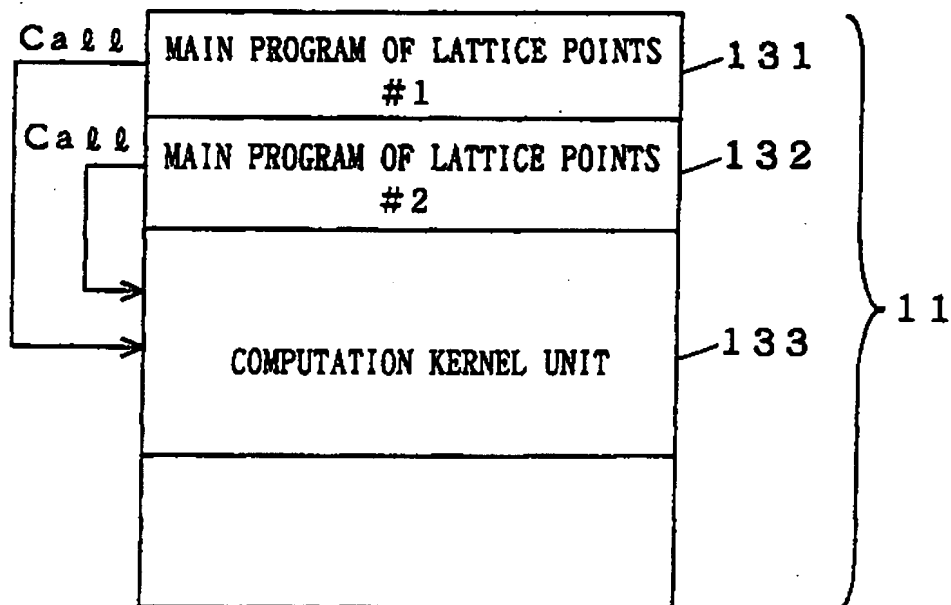 Call
MAIN PROGRAM OF LATTICE POINTS
#1
131
Call
MAIN PROGRAM OF LATTICE POINTS
#2
132
11
COMPUTATION KERNEL UNIT
133